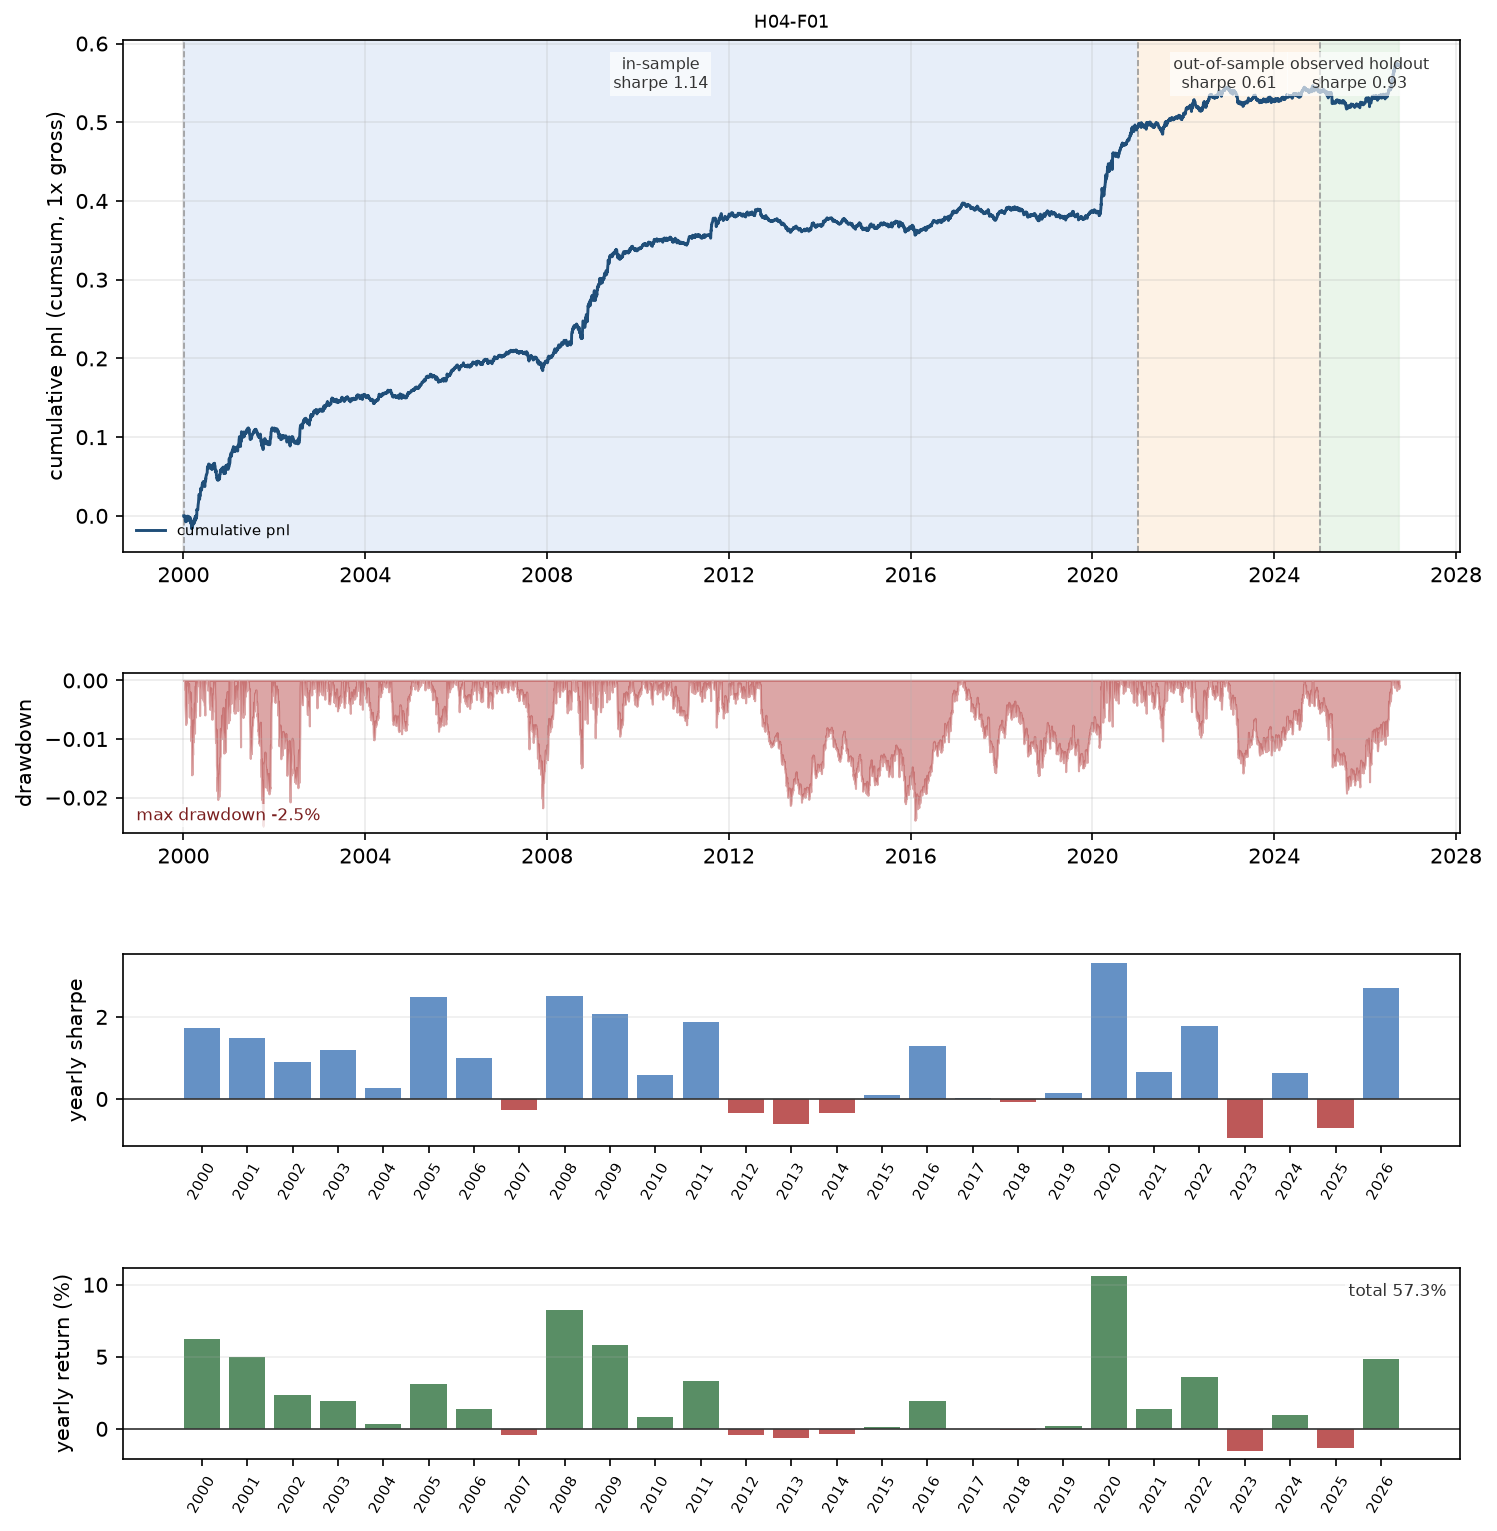 H04-F01
cumulative pnl (cumsum, 1x gross)
0.6
0.5
0.4
0.3
0.2
0.1
0.0
in-sample
sharpe 1.14
out-of-sample
sharpe 0.61
observed holdout
sharpe 0.93
cumulative pnl
2000 2004 2008 2012 2016 2020 2024 2028
drawdown
0.00
−0.01
−0.02
max drawdown -2.5%
2000 2004 2008 2012 2016 2020 2024 2028
yearly sharpe
2
0
2000 2001 2002 2003 2004 2005 2006 2007 2008 2009 2010 2011 2012 2013 2014 2015 2016 2017 2018 2019 2020 2021 2022 2023 2024 2025 2026
yearly return (%)
10
5
0
total 57.3%
2000 2001 2002 2003 2004 2005 2006 2007 2008 2009 2010 2011 2012 2013 2014 2015 2016 2017 2018 2019 2020 2021 2022 2023 2024 2025 2026